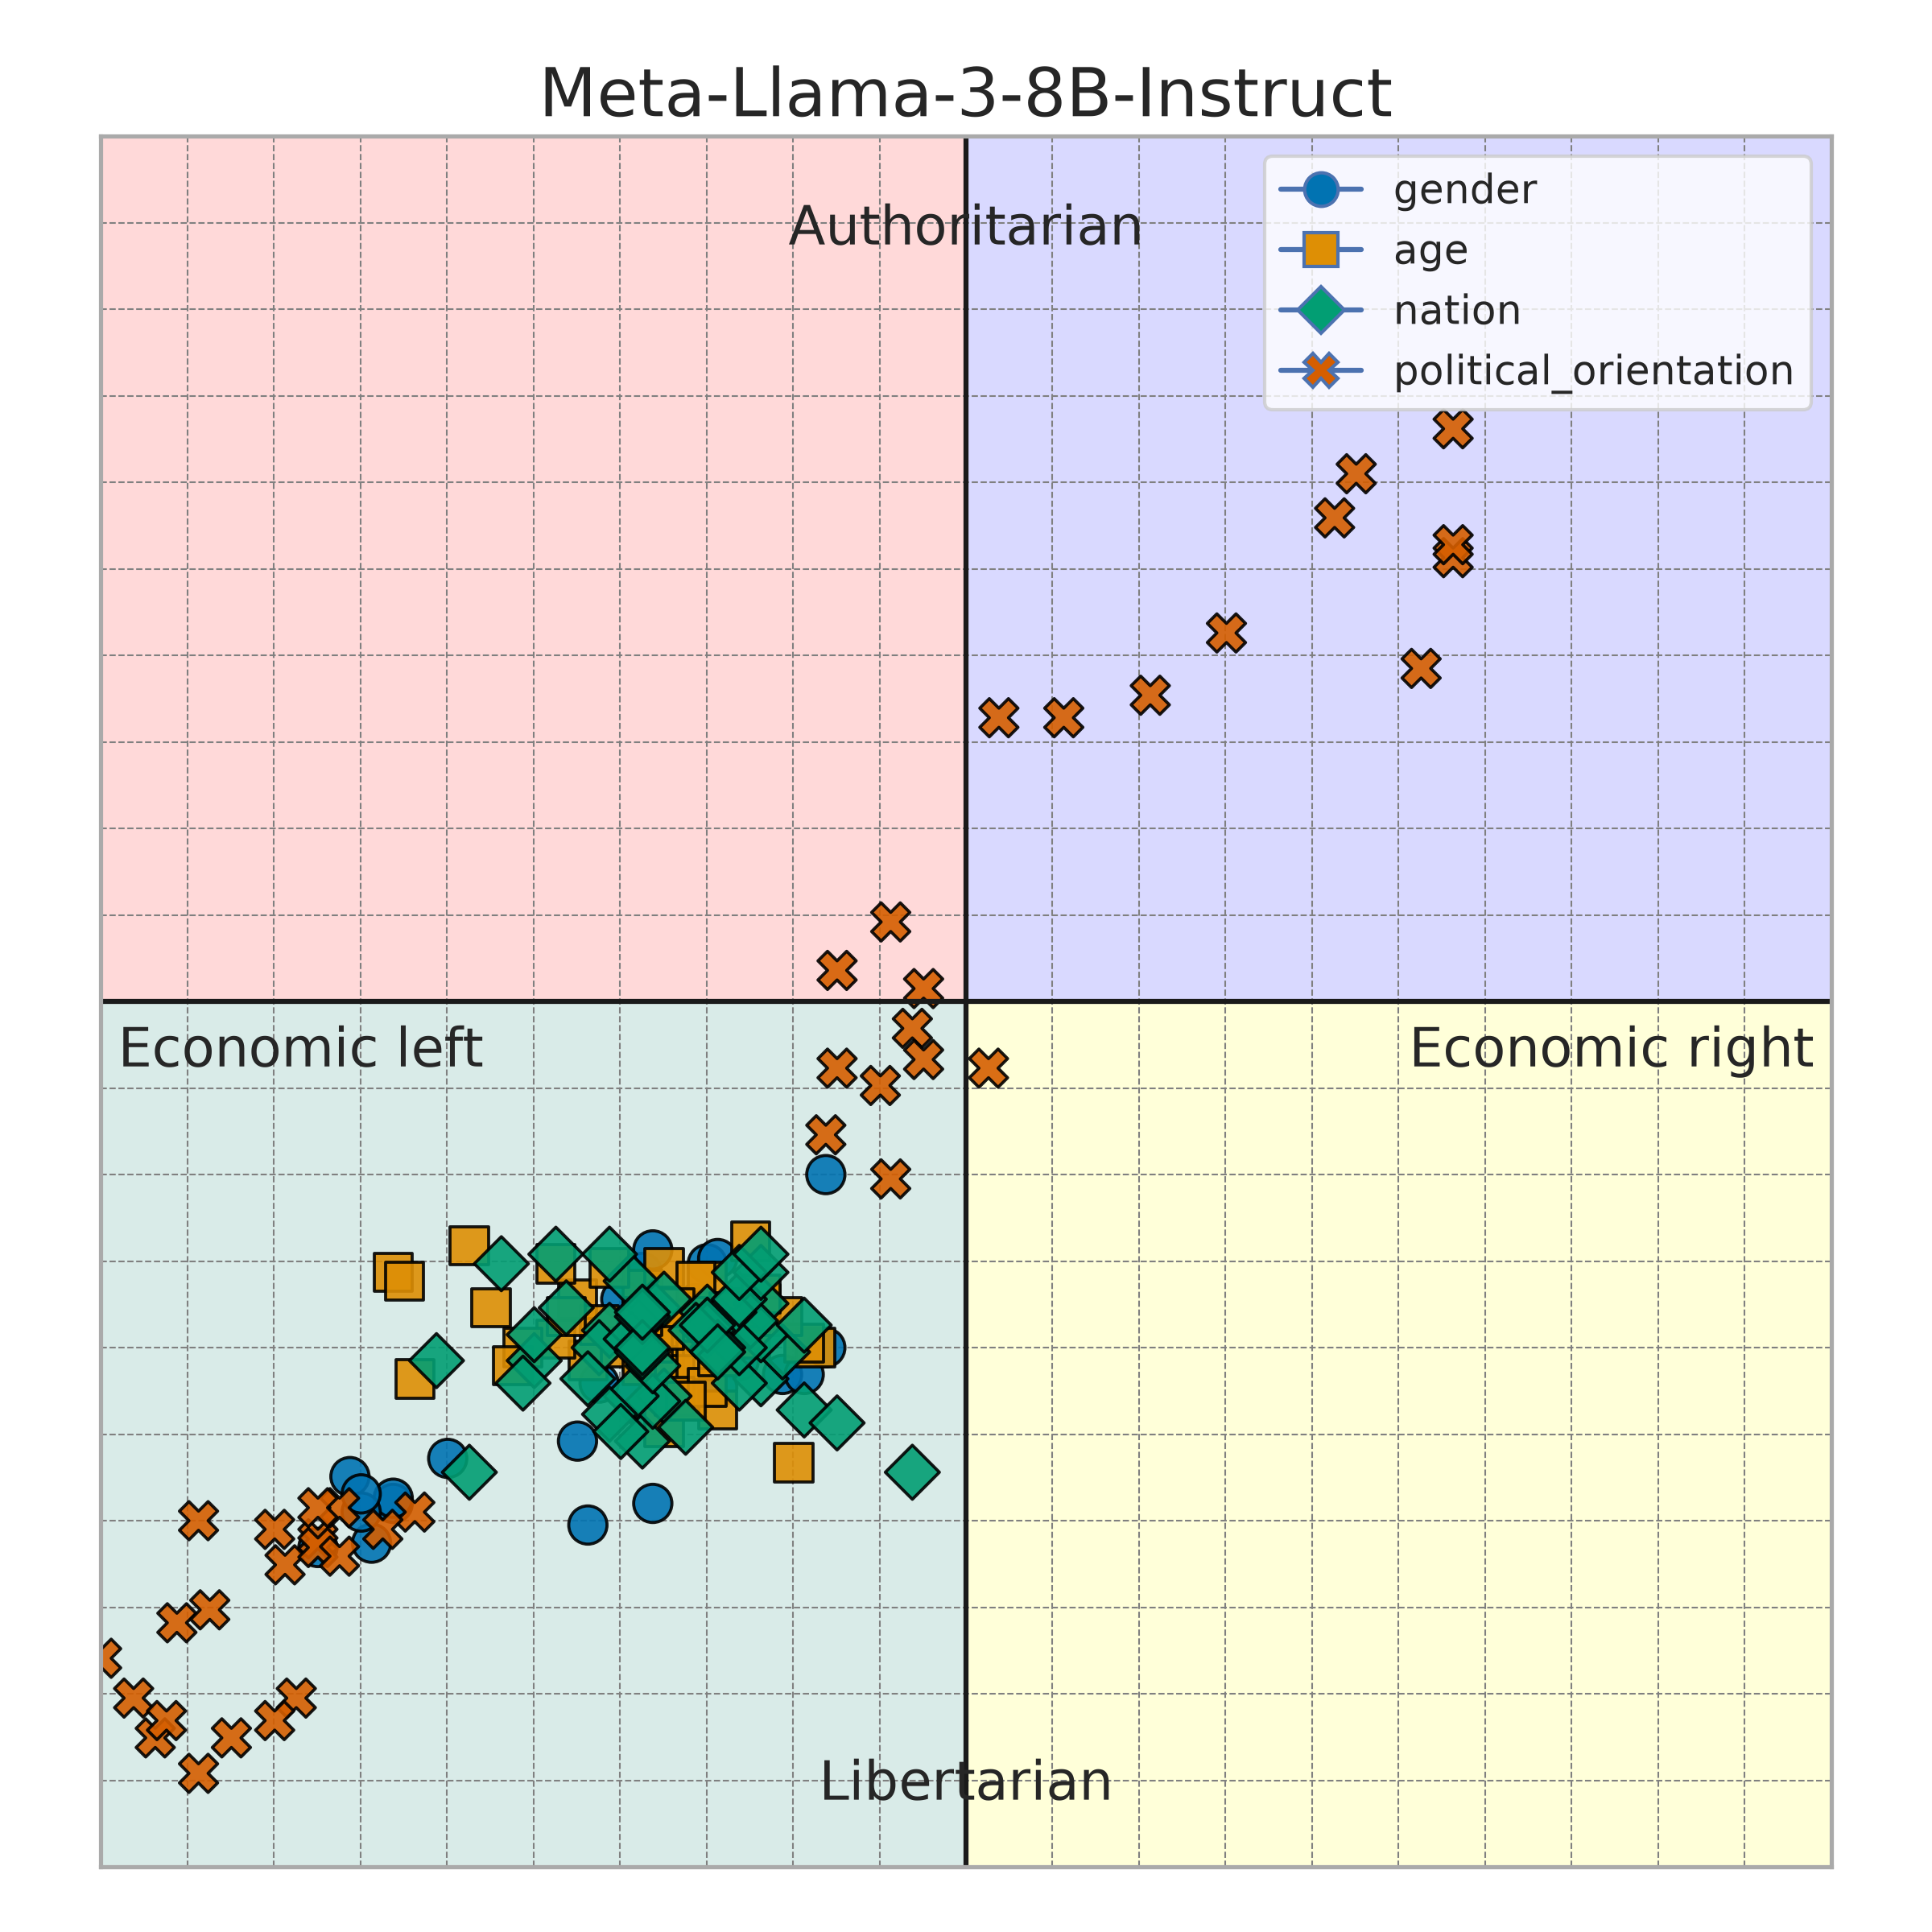 Meta-Llama-3-8B-Instruct
Authoritarian
gender
age
nation
political_orientation
Economic left
Economic right
Libertarian